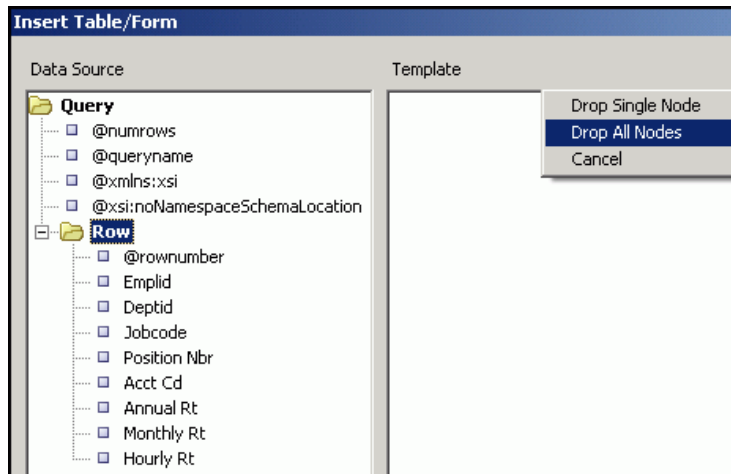 Insert Table/Form
Data Source
Template
Query
@numrows
@queryname
@xmlns:xsi
@xsi:noNamespaceSchemaLocation
Row
@rownumber
Emplid
Deptid
Jobcode
Position Nbr
Acct Cd
Annual Rt
Monthly Rt
Hourly Rt
Drop Single Node
Drop All Nodes
Cancel